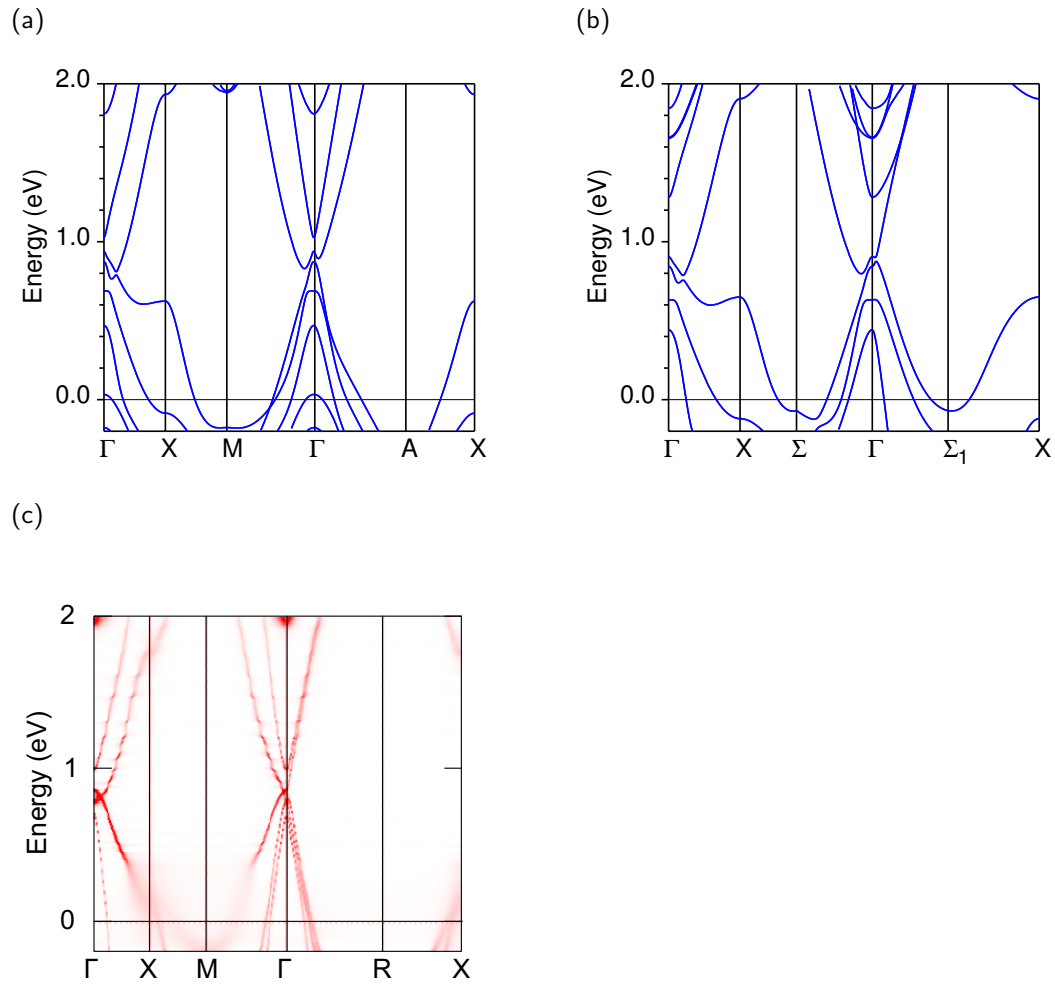 (a)
(b)
2.0
1.0
0.0
Energy (eV)
Γ X M Γ A X
2.0
1.0
0.0
Energy (eV)
Γ X Σ Γ Σ₁ X
(c)
2
1
0
Energy (eV)
Γ X M Γ R X